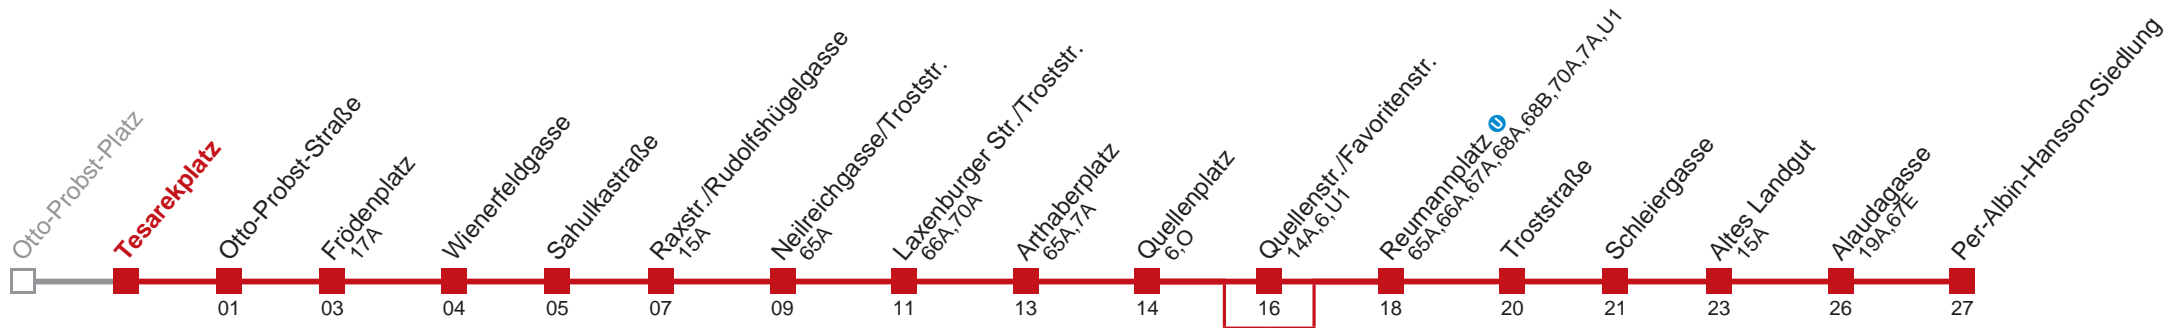 Otto-Probst-Platz
Tesarekplatz
Otto-Probst-Straße
Frödenplatz
17A
Wienerfeldgasse
Sahulkastraße
Raxstr./Rudolfshügelgasse
15A
Neilreichgasse/Troststr.
65A
Laxenburger Str./Troststr.
66A,70A
Arthaberplatz
65A,7A
Quellenplatz
6,O
Quellenstr./Favoritenstr.
14A,6,U1
Reumannplatz U
65A,66A,67A,68A,68B,70A,7A,U1
Troststraße
Schleiergasse
Altes Landgut
15A
Alaudagasse
19A,67E
Per-Albin-Hansson-Siedlung
01 03 04 05 07 09 11 13 14 16 18 20 21 23 26 27